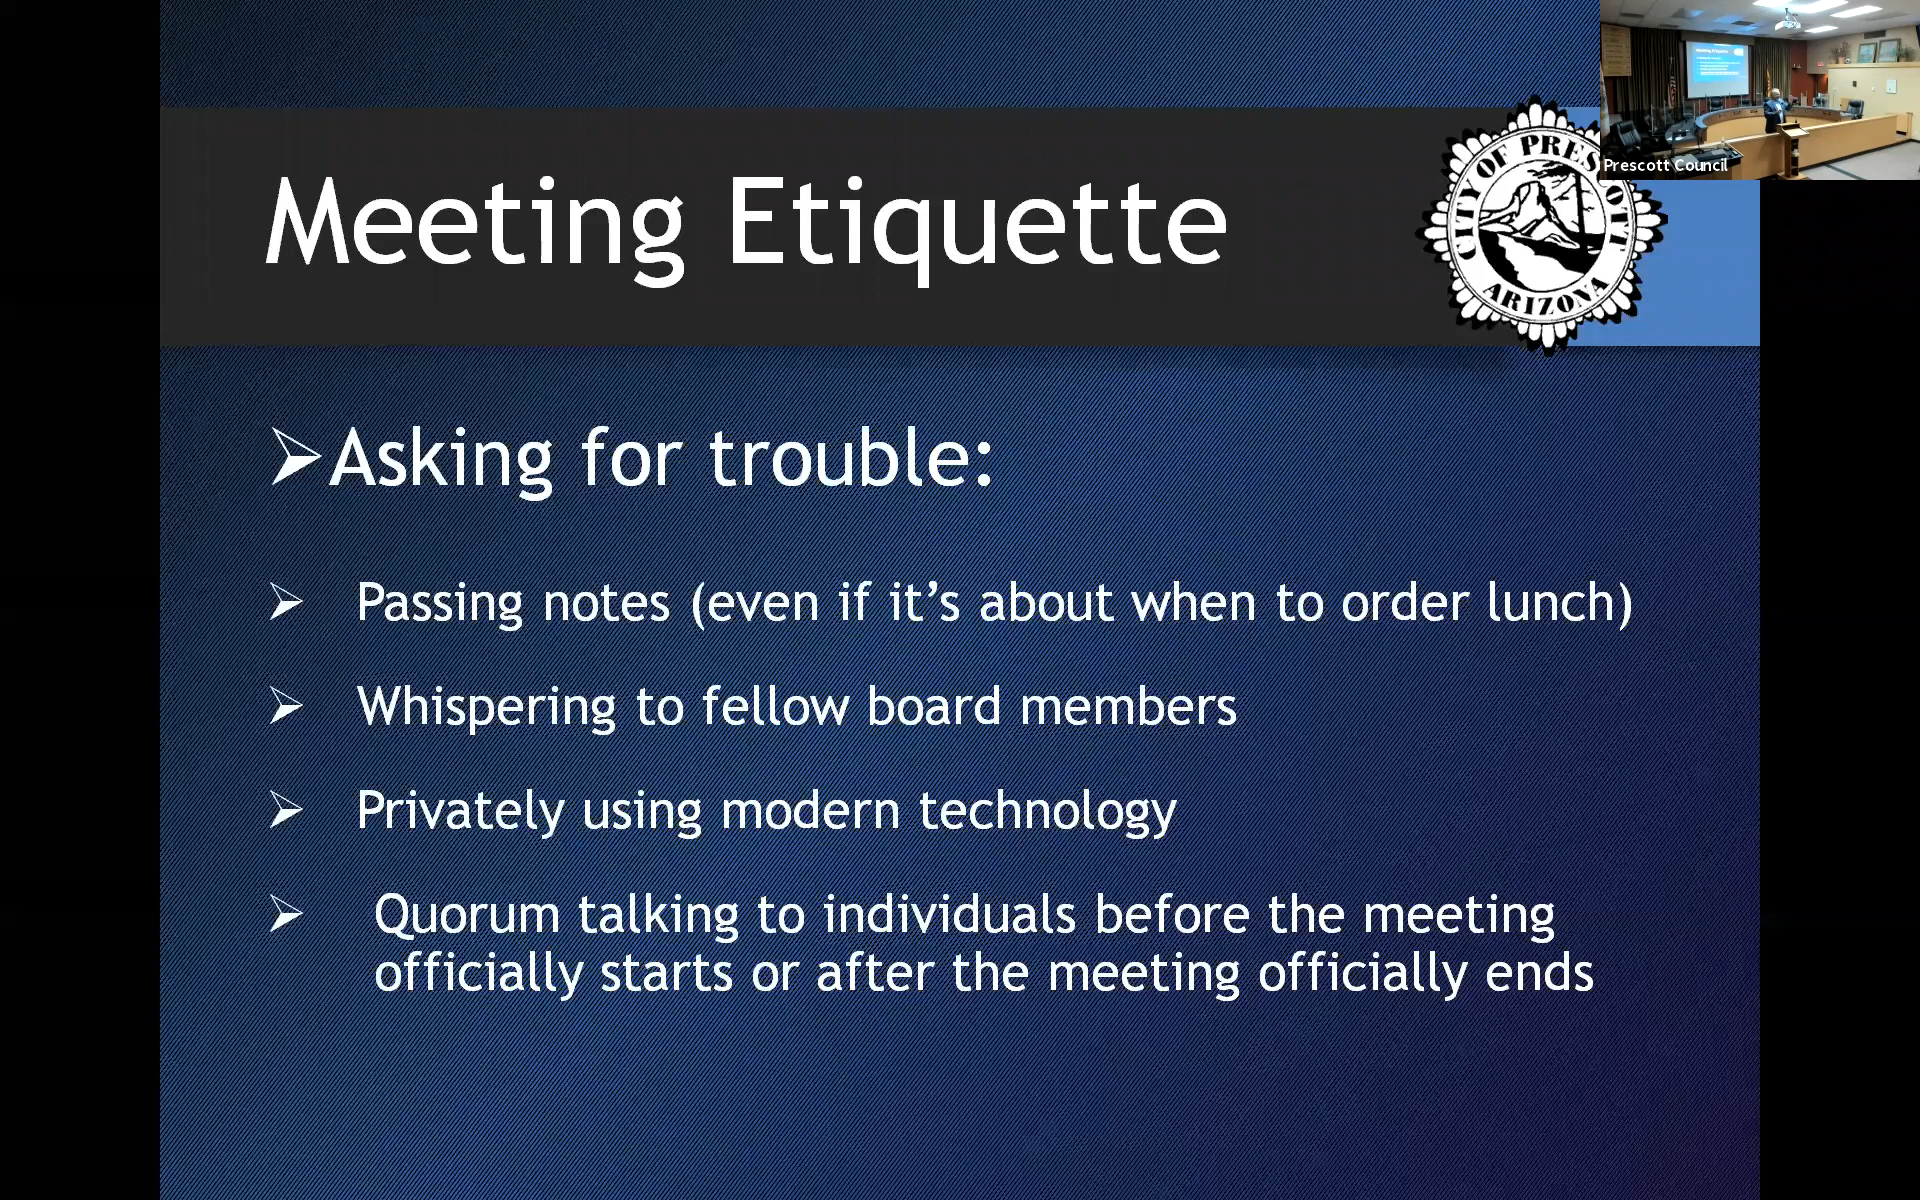 Meeting Etiquette
CITY OF PRESCOTT
ARIZONA
Prescott Council
➢Asking for trouble:
➢ Passing notes (even if it’s about when to order lunch)
➢ Whispering to fellow board members
➢ Privately using modern technology
➢ Quorum talking to individuals before the meeting
officially starts or after the meeting officially ends